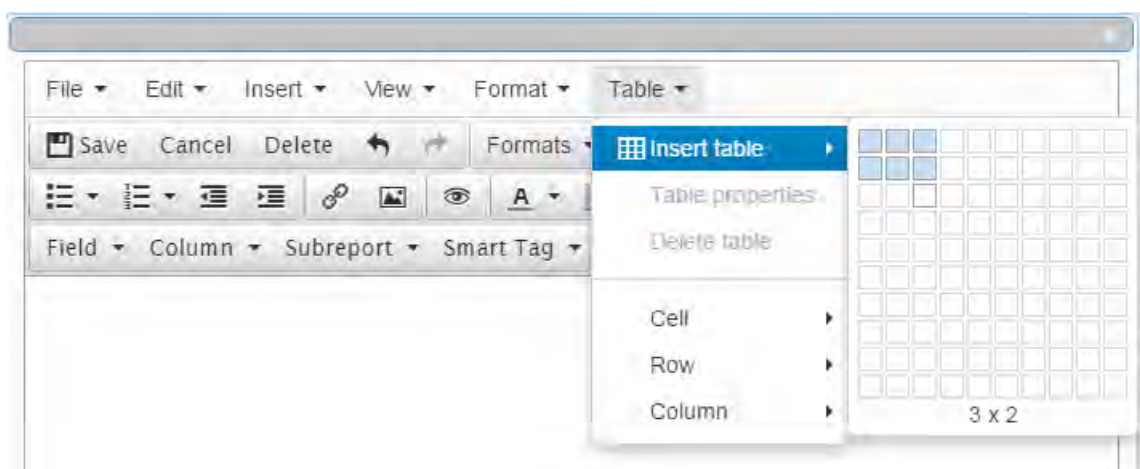 File Edit Insert View Format Table
Save Cancel Delete Formats
Insert table
A
Table properties
Field Column Subreport Smart Tag
Delete table
Cell
Row
Column
3 x 2